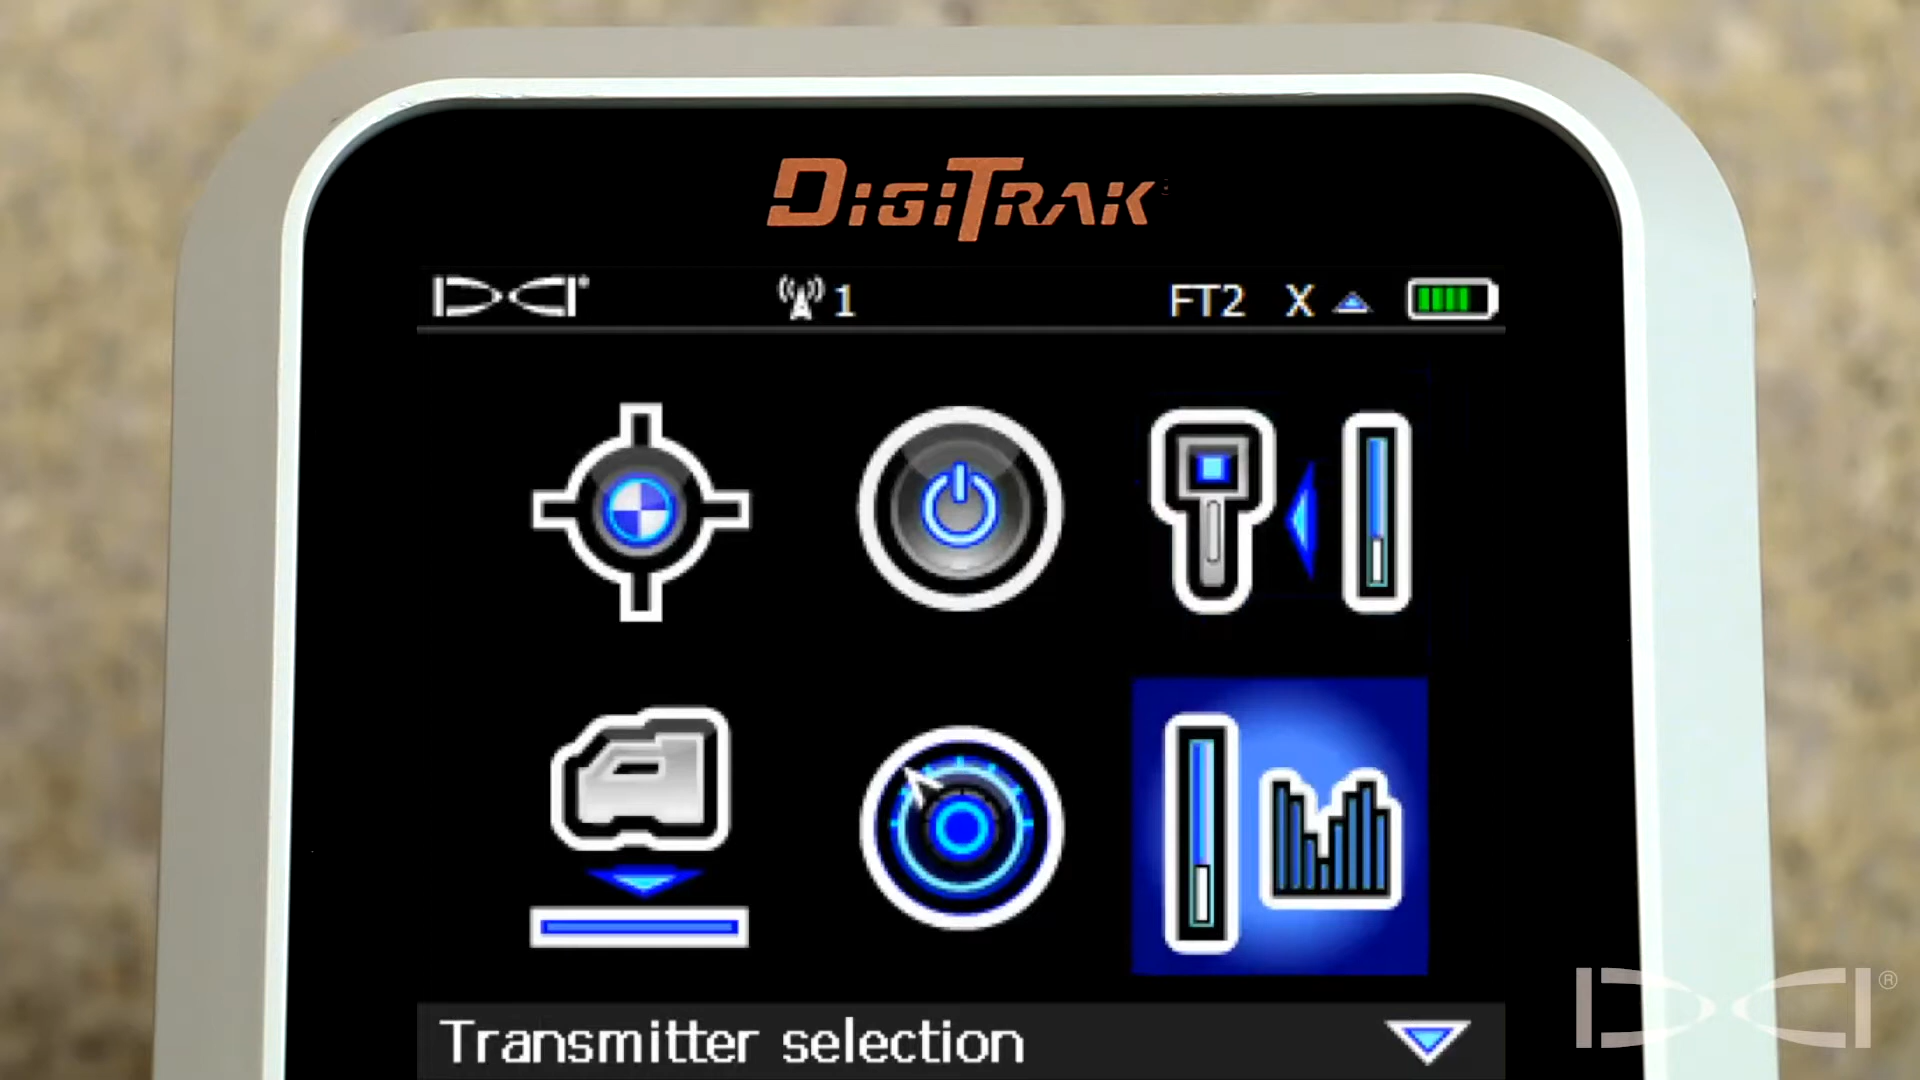 DIGITRAK
DCI®
1 FT2 X
Transmitter selection
DCI®